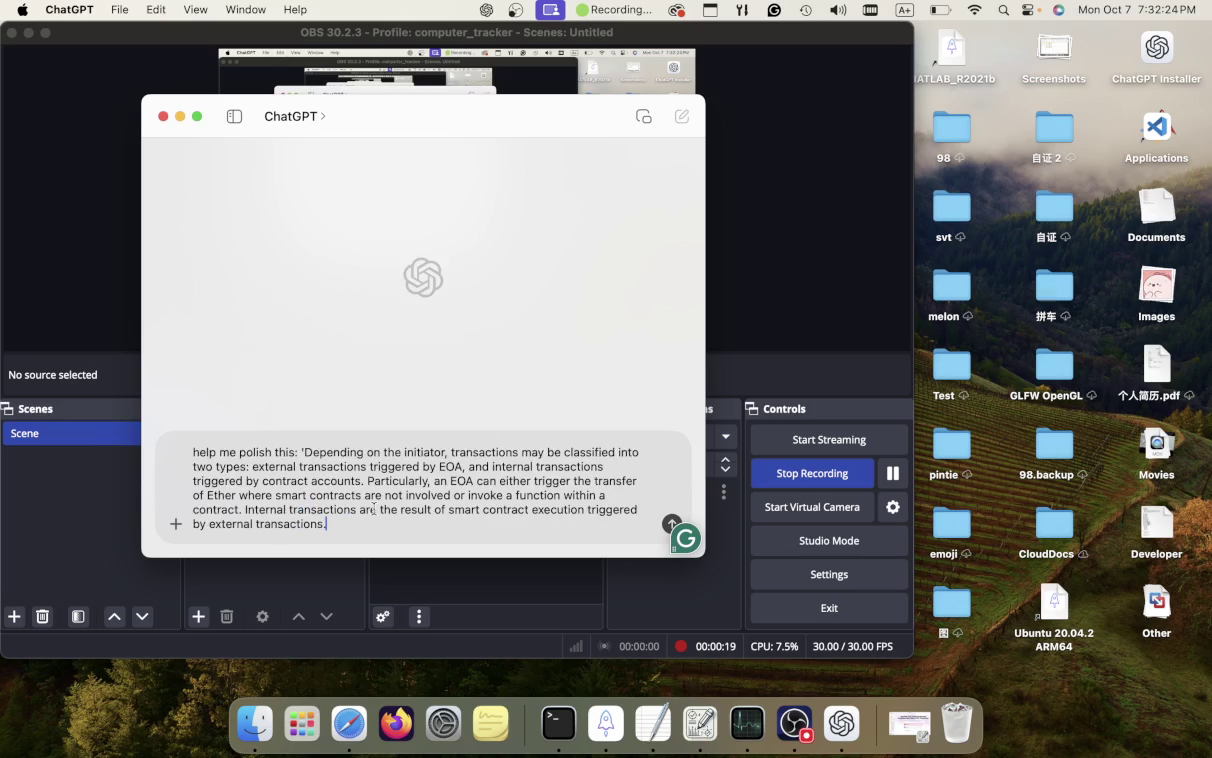 ChatGPT File Edit View Window Help
Recording...
Mon Oct 7 7:32:24 PM
OBS 30.2.3 - Profile: computer_tracker - Scenes: Untitled
ChatGPT
help me polish this: 'Depending on the initiator, transactions may be classified into
two types: external transactions triggered by EOA, and internal transactions
triggered by contract accounts. Particularly, an EOA can either trigger the transfer
of Ether where smart contracts are not involved or invoke a function within a
contract. Internal transactions are the result of smart contract execution triggered
by external transactions.
No source selected
Scenes
Scene
Controls
Start Streaming
Stop Recording
Start Virtual Camera
Studio Mode
Settings
Exit
00:00:00
00:00:19
CPU: 7.5%
30.00 / 30.00 FPS
ATLAB_R2021b
Screenshots
ChatGPT Installer
98
自证 2
Applications
svt
自证
Documents
melon
拼车
Images
Test
GLFW OpenGL
个人简历.pdf
98.backup
Movies
emoji
CloudDocs
Developer
图
Ubuntu 20.04.2
ARM64
Other